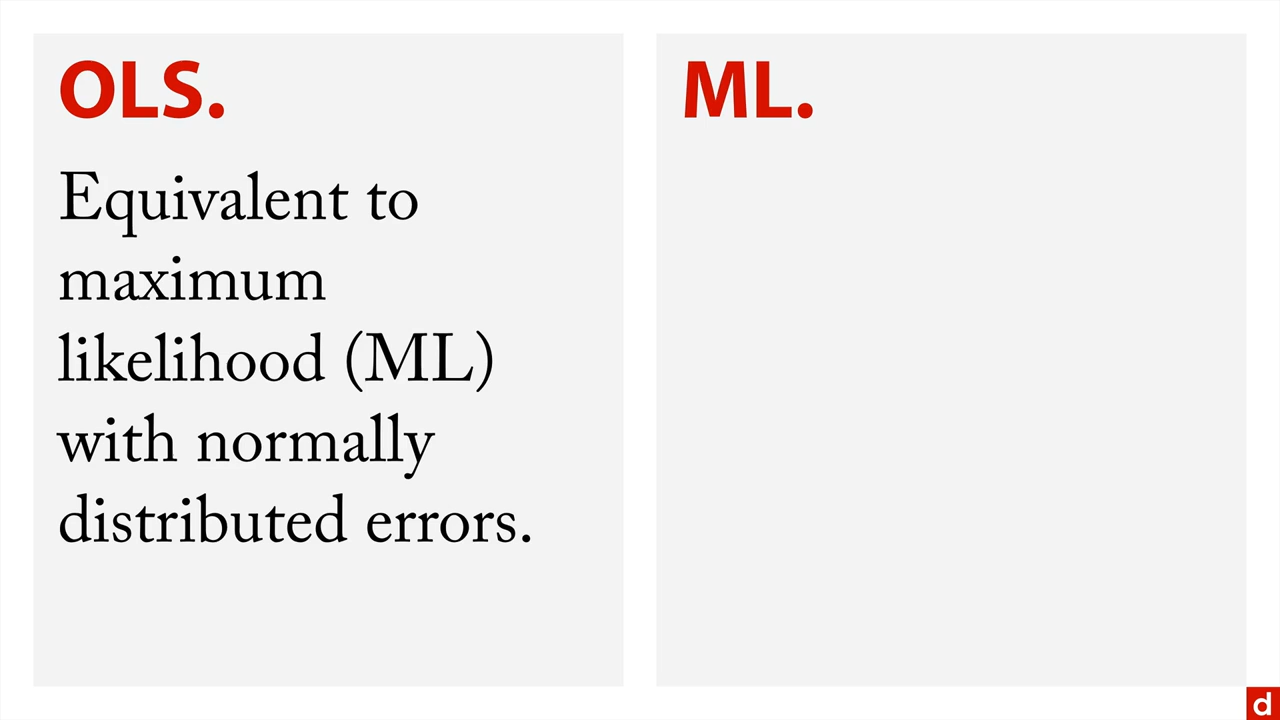 OLS.
Equivalent to
maximum
likelihood (ML)
with normally
distributed errors.
ML.
d